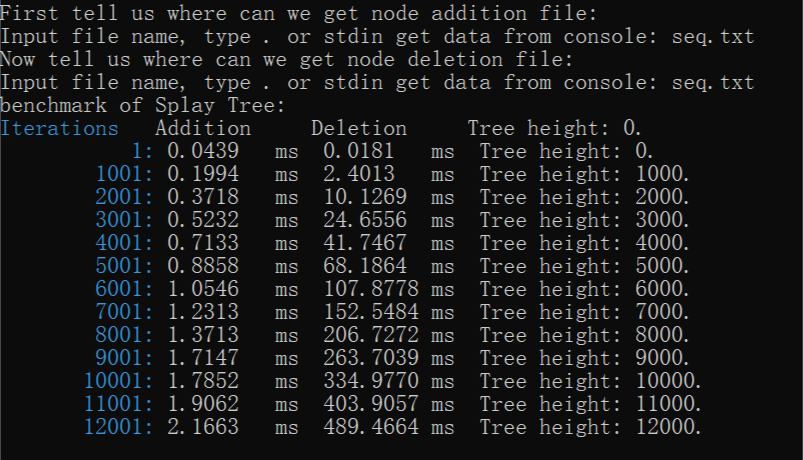 First tell us where can we get node addition file:
Input file name, type . or stdin get data from console: seq.txt
Now tell us where can we get node deletion file:
Input file name, type . or stdin get data from console: seq.txt
benchmark of Splay Tree:
Iterations Addition Deletion Tree height: 0.
1: 0.0439 ms 0.0181 ms Tree height: 0.
1001: 0.1994 ms 2.4013 ms Tree height: 1000.
2001: 0.3718 ms 10.1269 ms Tree height: 2000.
3001: 0.5232 ms 24.6556 ms Tree height: 3000.
4001: 0.7133 ms 41.7467 ms Tree height: 4000.
5001: 0.8858 ms 68.1864 ms Tree height: 5000.
6001: 1.0546 ms 107.8778 ms Tree height: 6000.
7001: 1.2313 ms 152.5484 ms Tree height: 7000.
8001: 1.3713 ms 206.7272 ms Tree height: 8000.
9001: 1.7147 ms 263.7039 ms Tree height: 9000.
10001: 1.7852 ms 334.9770 ms Tree height: 10000.
11001: 1.9062 ms 403.9057 ms Tree height: 11000.
12001: 2.1663 ms 489.4664 ms Tree height: 12000.